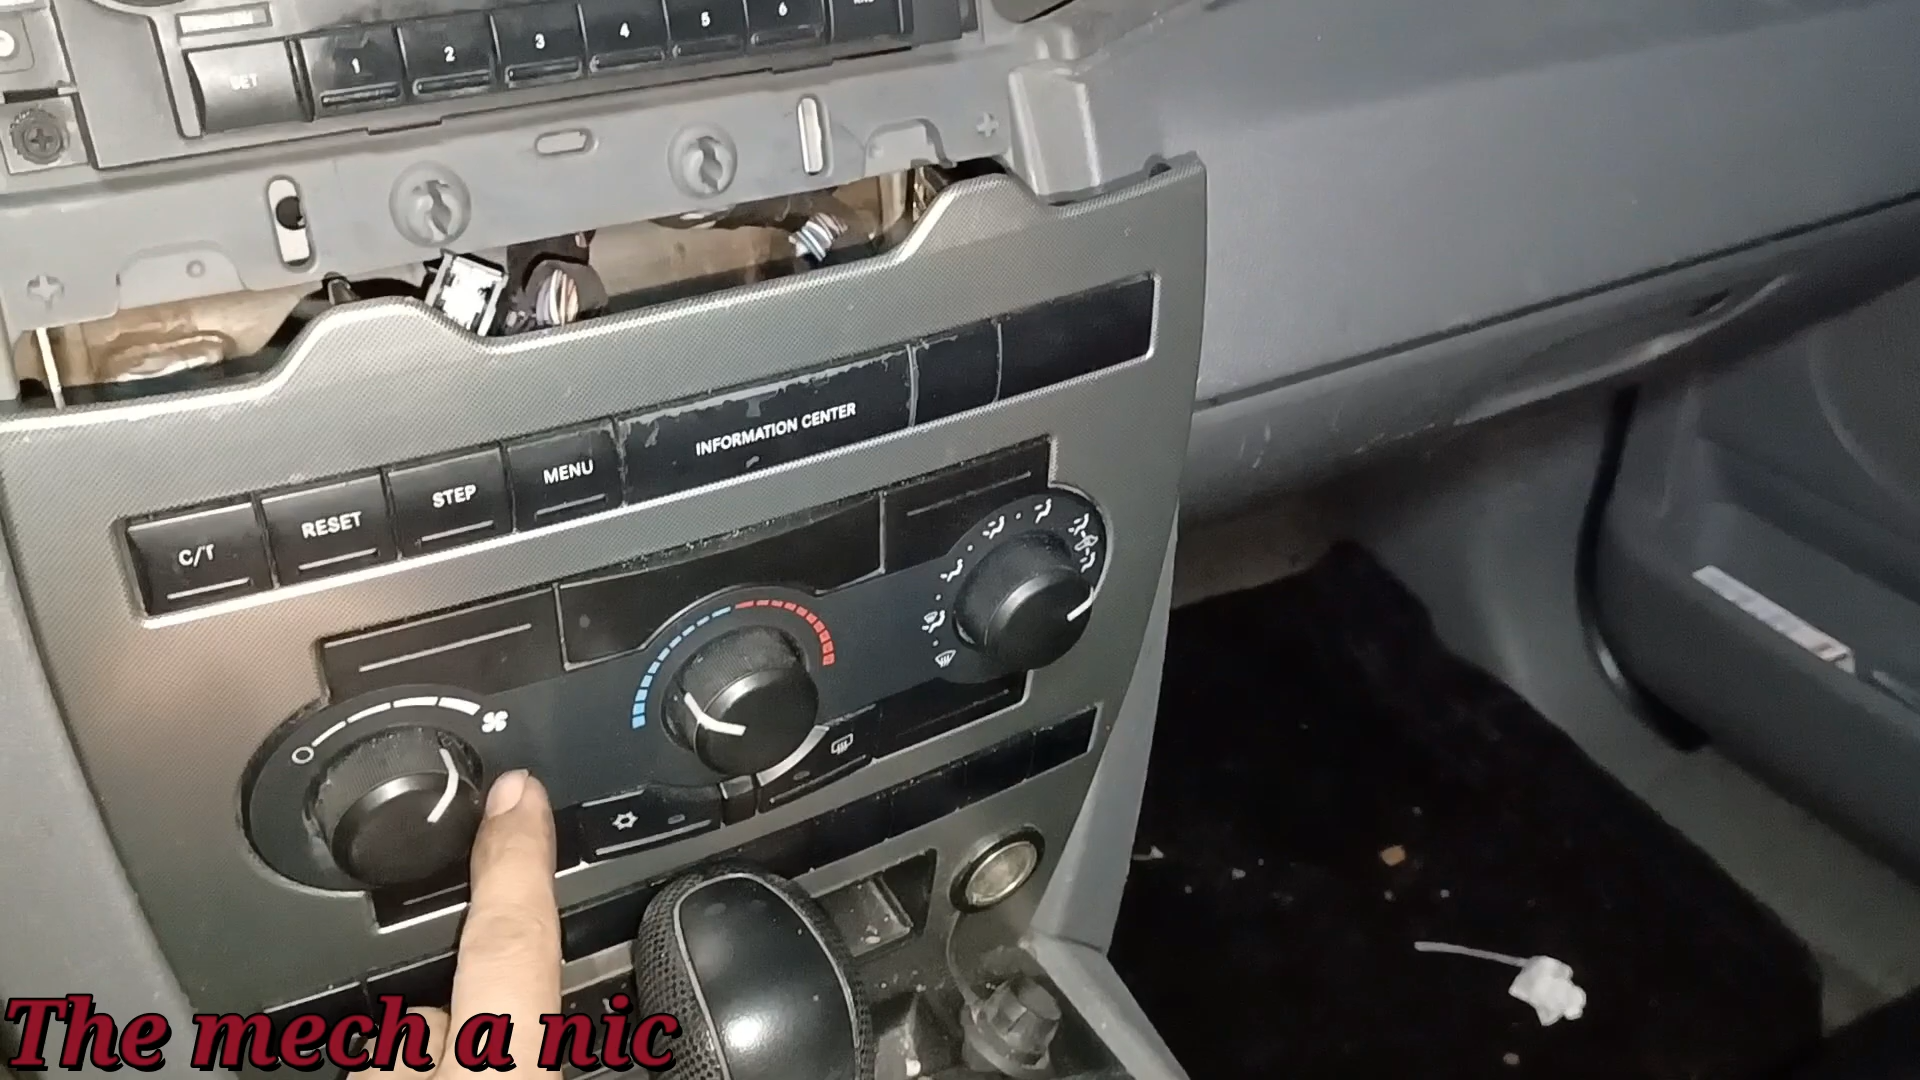 SET 1 2 3 4 5 6
C/T RESET STEP MENU INFORMATION CENTER
The mech a nic